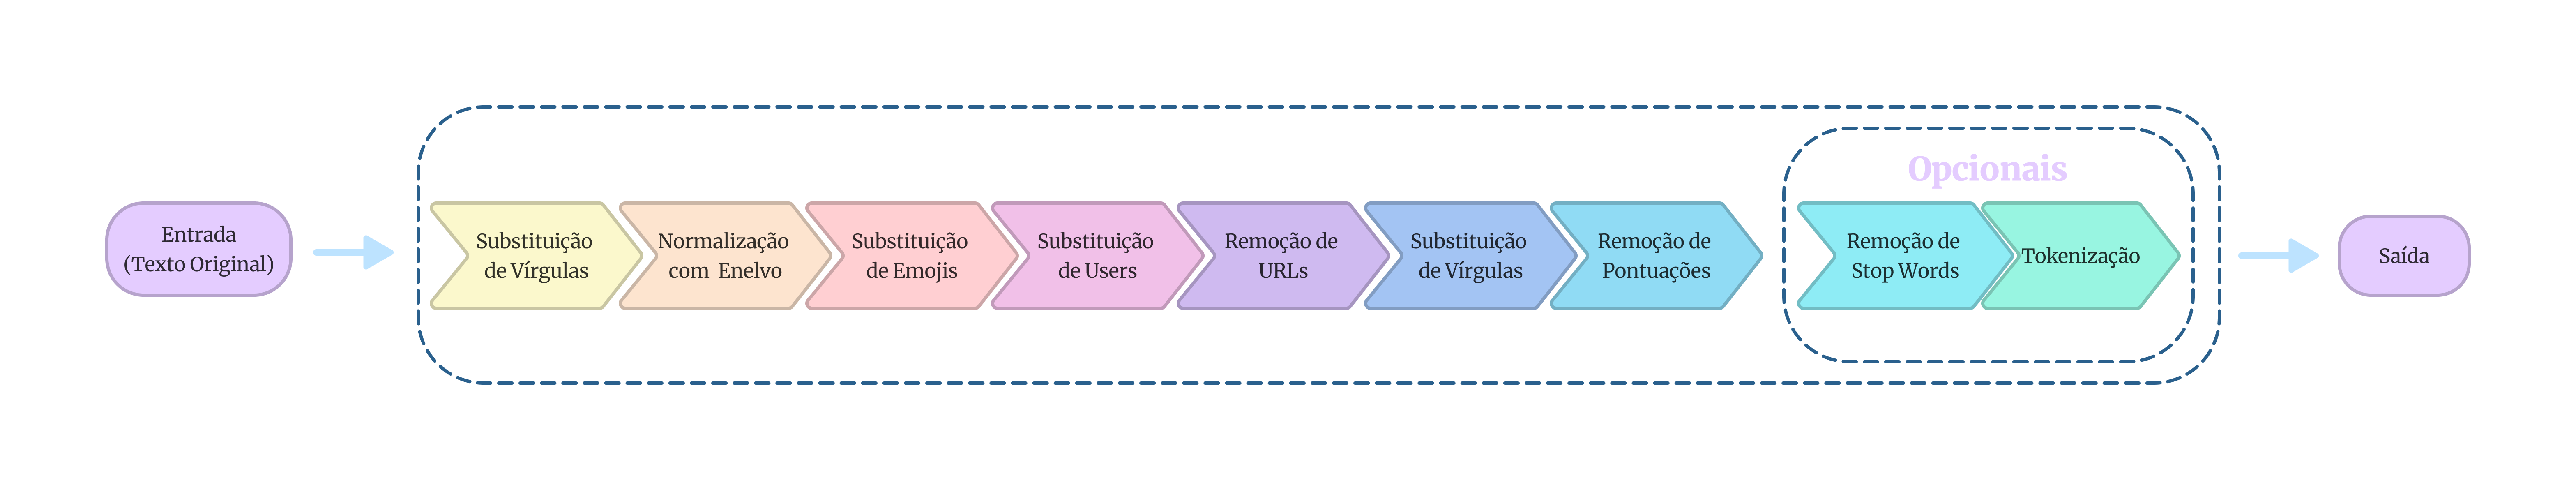 Entrada
(Texto Original)
Substituição
de Vírgulas
Normalização
com Enelvo
Substituição
de Emojis
Substituição
de Users
Remoção de
URLs
Substituição
de Vírgulas
Remoção de
Pontuações
Opcionais
Remoção de
Stop Words
Tokenização
Saída